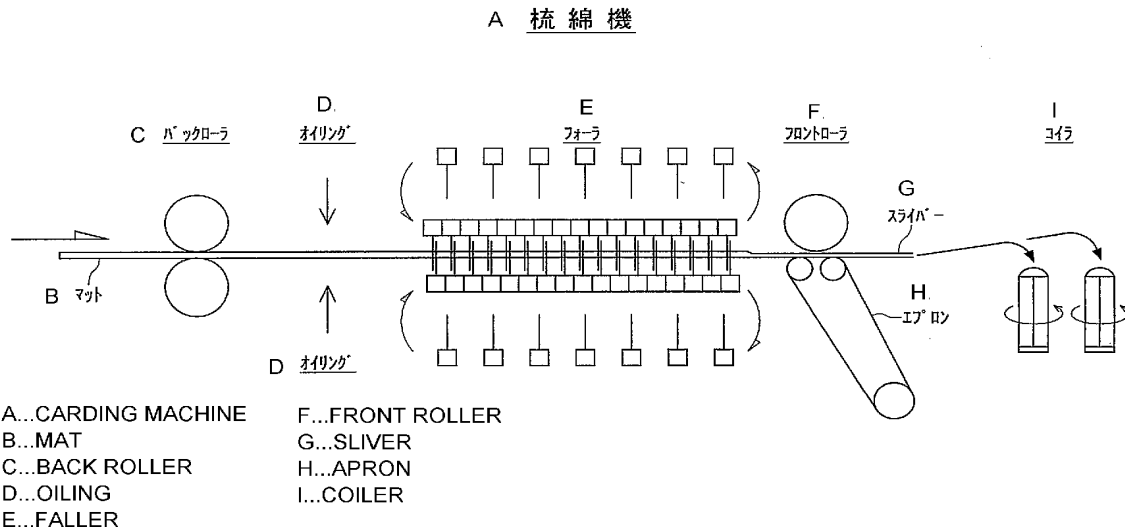 A 梳綿機
D
オイリング
E
フォーラ
F
フロントローラ
I
コイラ
C バックローラ
G
スライバー
B マット
H
エプロン
D オイリング
A...CARDING MACHINE
B...MAT
C...BACK ROLLER
D...OILING
E...FALLER
F...FRONT ROLLER
G...SLIVER
H...APRON
I...COILER